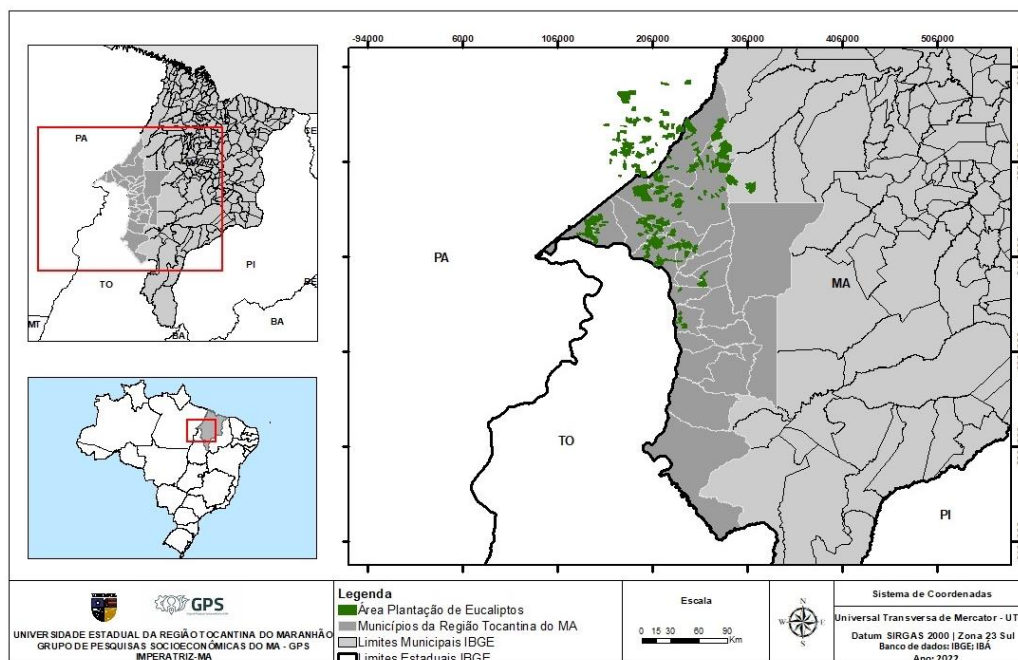 -94000 6000 106000 206000 306000 406000 506000
PA
CE
TO
PI
MT
BA
BA
PA
MA
TO
PI
GPS
UNIVERSIDADE ESTADUAL DA REGIÃO TOCANTINA DO MARANHÃO
GRUPO DE PESQUISAS SOCIOECONÔMICAS DO MA - GPS
IMPERATRIZ-MA
Legenda
Área Plantação de Eucaliptos
Municípios da Região Tocantina do MA
Limites Municipais IBGE
Limites Estaduais IBGE
Escala
0 15 30 60 90
Km
Sistema de Coordenadas
Universal Transversa de Mercator - UT
Datum SIRGAS 2000 | Zona 23 Sul
Banco de dados: IBGE; IBÁ
Ano: 2022